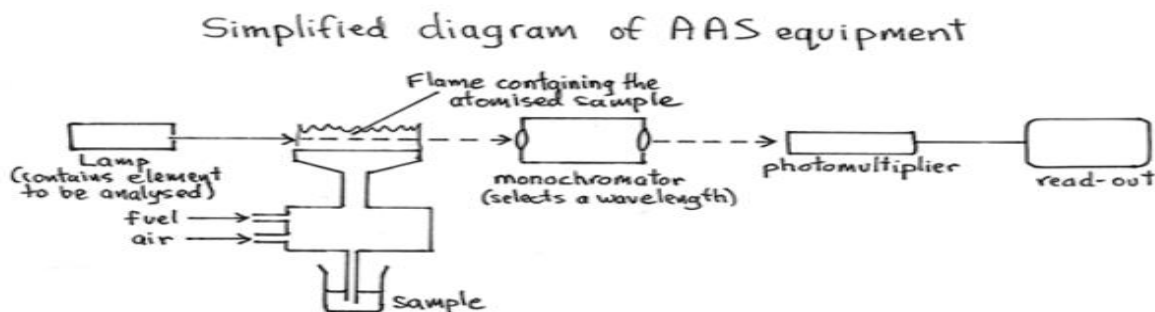 Simplified diagram of AAS equipment
Flame containing the
atomised sample
Lamp
(contains element
to be analysed)
monochromator
(selects a wavelength)
photomultiplier
read-out
fuel
air
sample